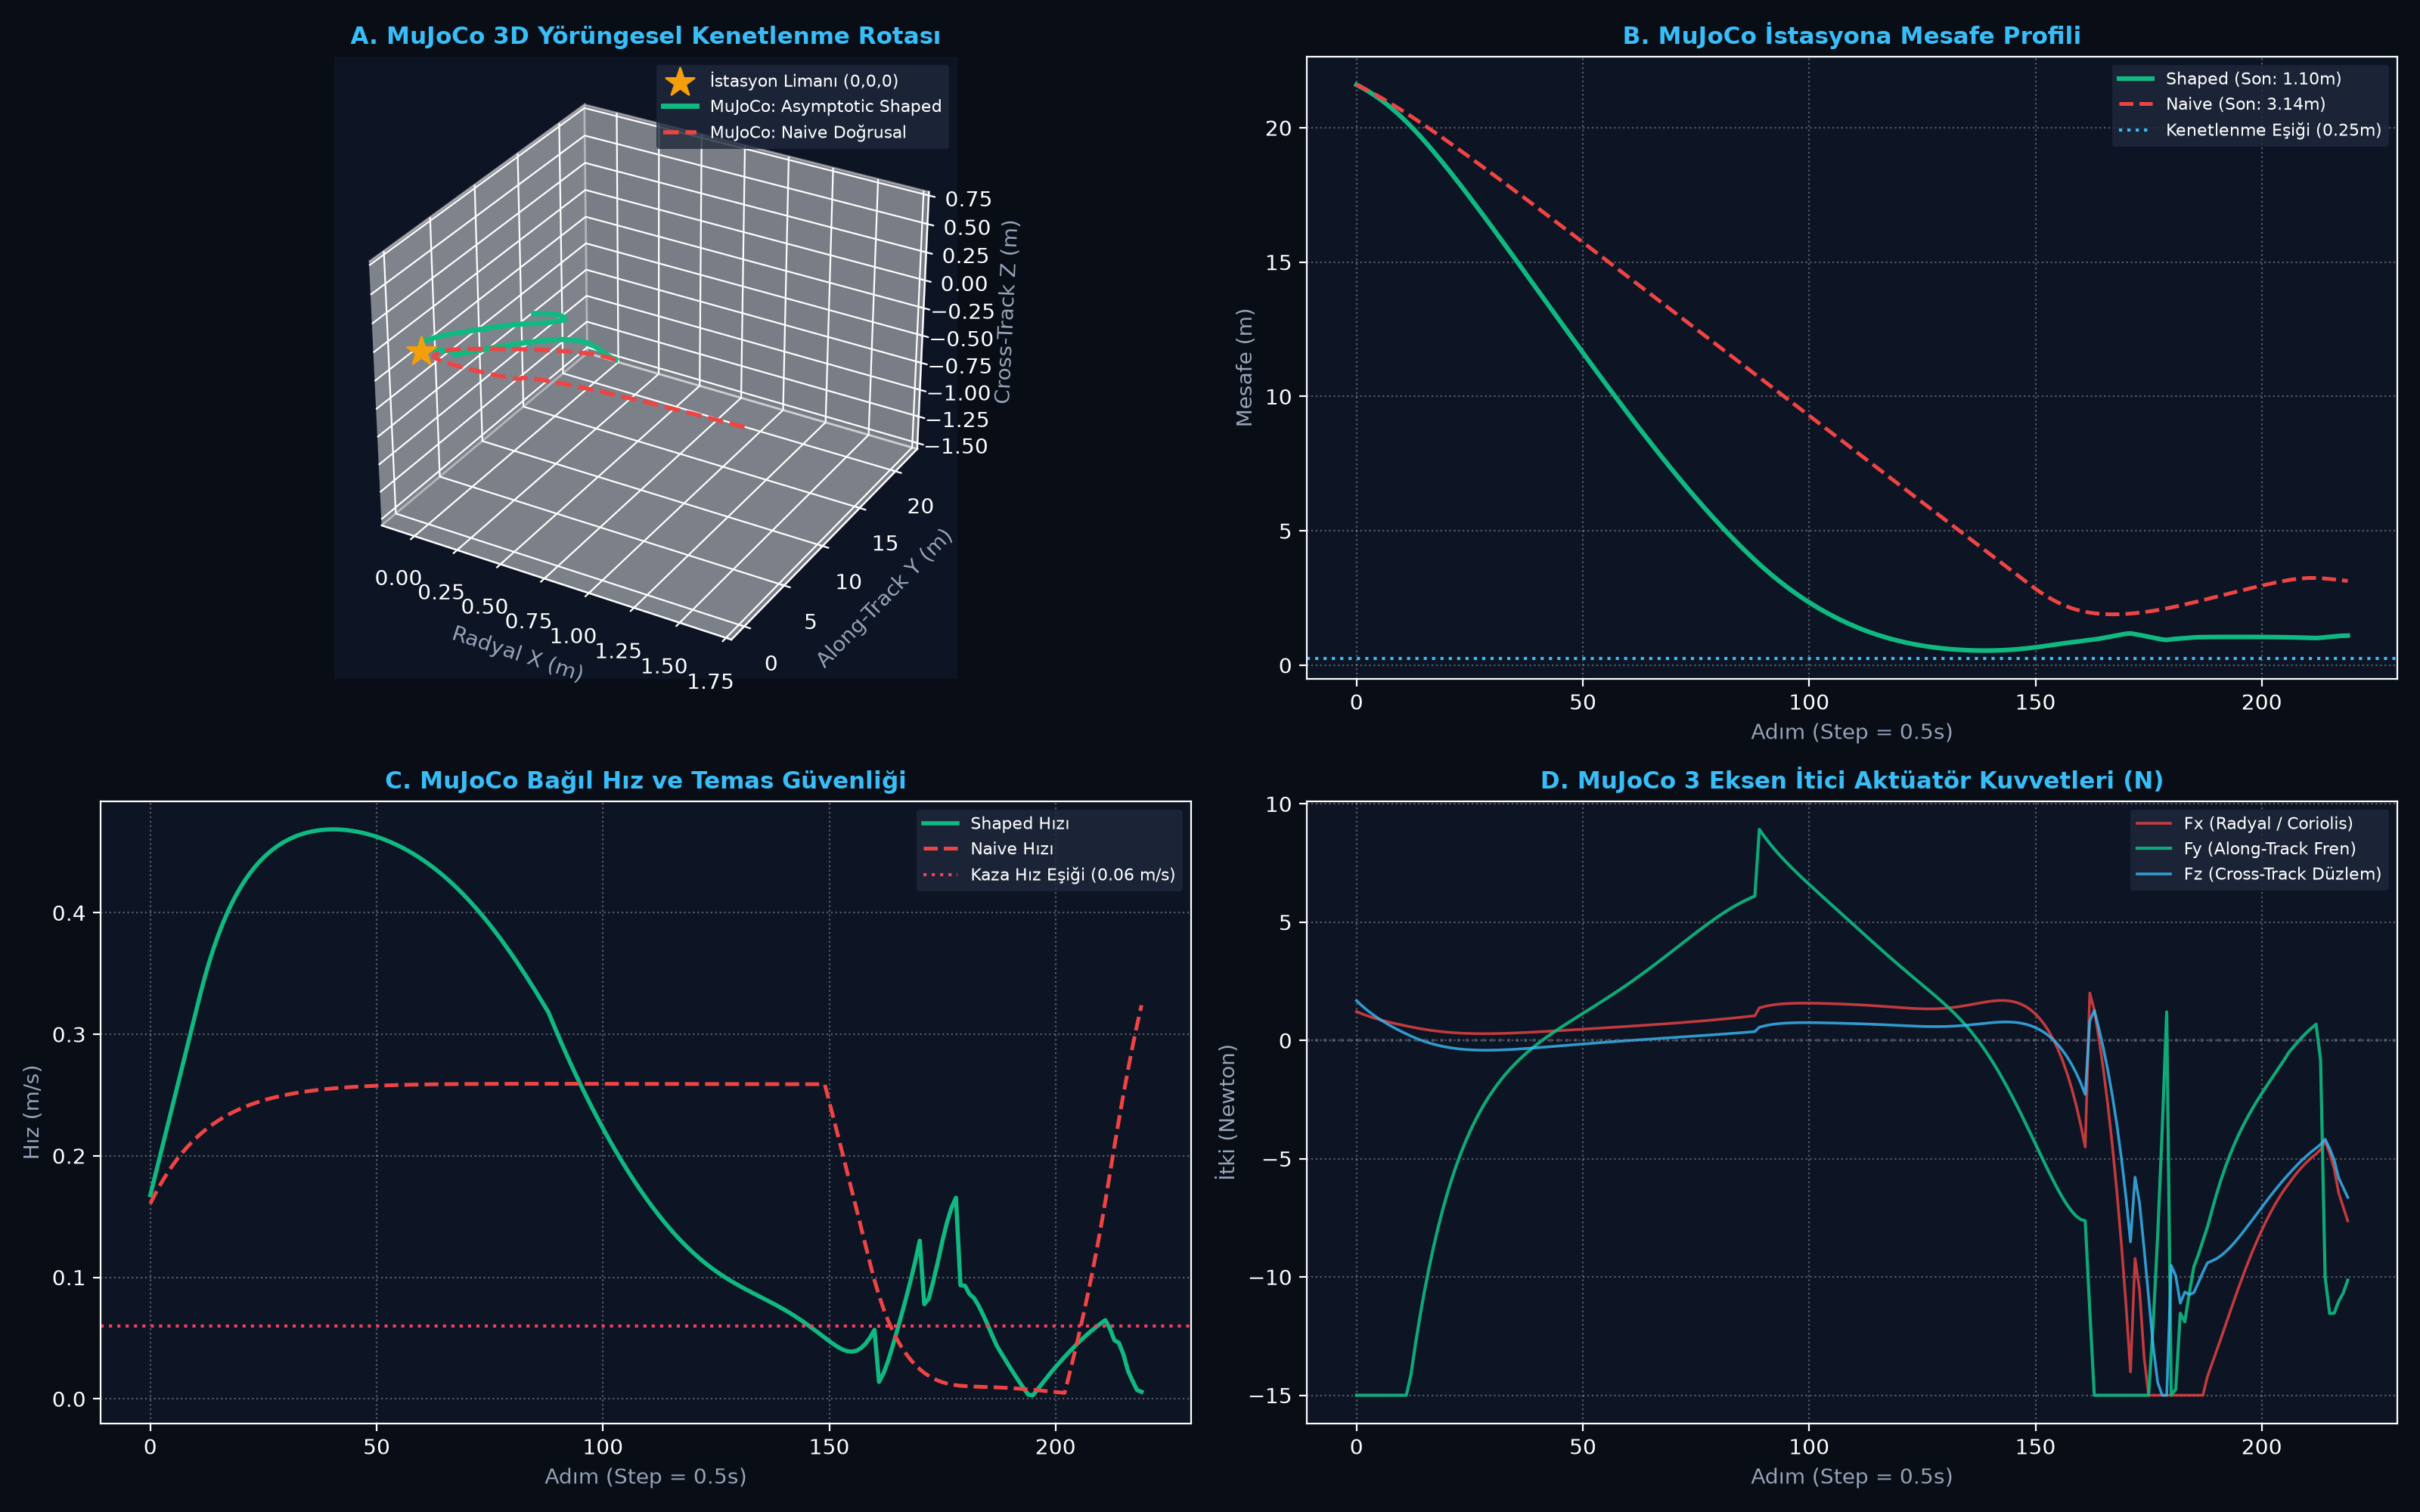 A. MuJoCo 3D Yörüngesel Kenetlenme Rotası
İstasyon Limanı (0,0,0)
MuJoCo: Asymptotic Shaped
MuJoCo: Naive Doğrusal
0.75
0.50
0.25
0.00
−0.25
−0.50
−0.75
−1.00
−1.25
−1.50
Cross-Track Z (m)
20
15
10
5
0
Along-Track Y (m)
0.00
0.25
0.50
0.75
1.00
1.25
1.50
1.75
Radyal X (m)
B. MuJoCo İstasyona Mesafe Profili
Shaped (Son: 1.10m)
Naive (Son: 3.14m)
Kenetlenme Eşiği (0.25m)
20
15
10
5
0
Mesafe (m)
0 50 100 150 200
Adım (Step = 0.5s)
C. MuJoCo Bağıl Hız ve Temas Güvenliği
Shaped Hızı
Naive Hızı
Kaza Hız Eşiği (0.06 m/s)
0.4
0.3
0.2
0.1
0.0
Hız (m/s)
0 50 100 150 200
Adım (Step = 0.5s)
D. MuJoCo 3 Eksen İtici Aktüatör Kuvvetleri (N)
Fx (Radyal / Coriolis)
Fy (Along-Track Fren)
Fz (Cross-Track Düzlem)
10
5
0
−5
−10
−15
İtki (Newton)
0 50 100 150 200
Adım (Step = 0.5s)